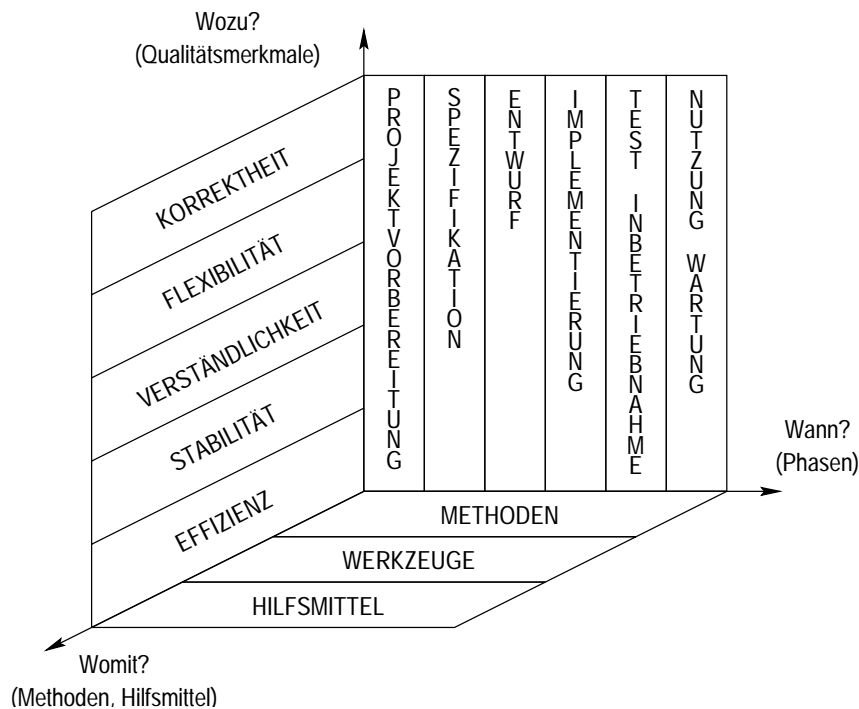 Wozu?
(Qualitätsmerkmale)
KORREKTHEIT
FLEXIBILITÄT
VERSTÄNDLICHKEIT
STABILITÄT
EFFIZIENZ
PROJEKTVORBEREITUNG
SPEZIFIKATION
ENTWURF
IMPLEMENTIERUNG
TEST INBETRIEBNAHME
NUTZUNG WARTUNG
Wann?
(Phasen)
METHODEN
WERKZEUGE
HILFSMITTEL
Womit?
(Methoden, Hilfsmittel)